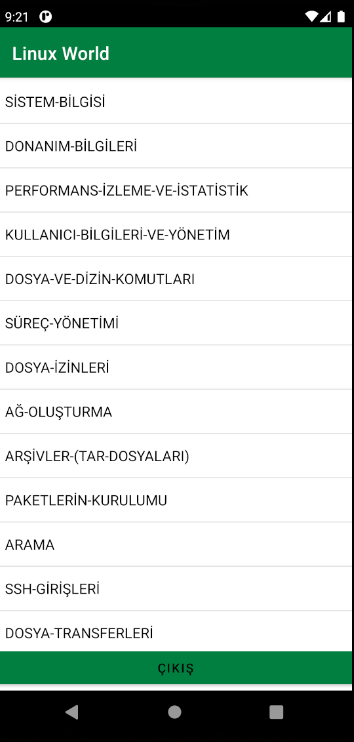 9:21
Linux World
SİSTEM-BİLGİSİ
DONANIM-BİLGİLERİ
PERFORMANS-İZLEME-VE-İSTATİSTİK
KULLANICI-BİLGİLERİ-VE-YÖNETİM
DOSYA-VE-DİZİN-KOMUTLARI
SÜREÇ-YÖNETİMİ
DOSYA-İZİNLERİ
AĞ-OLUŞTURMA
ARŞİVLER-(TAR-DOSYALARI)
PAKETLERİN-KURULUMU
ARAMA
SSH-GİRİŞLERİ
DOSYA-TRANSFERLERİ
ÇIKIŞ